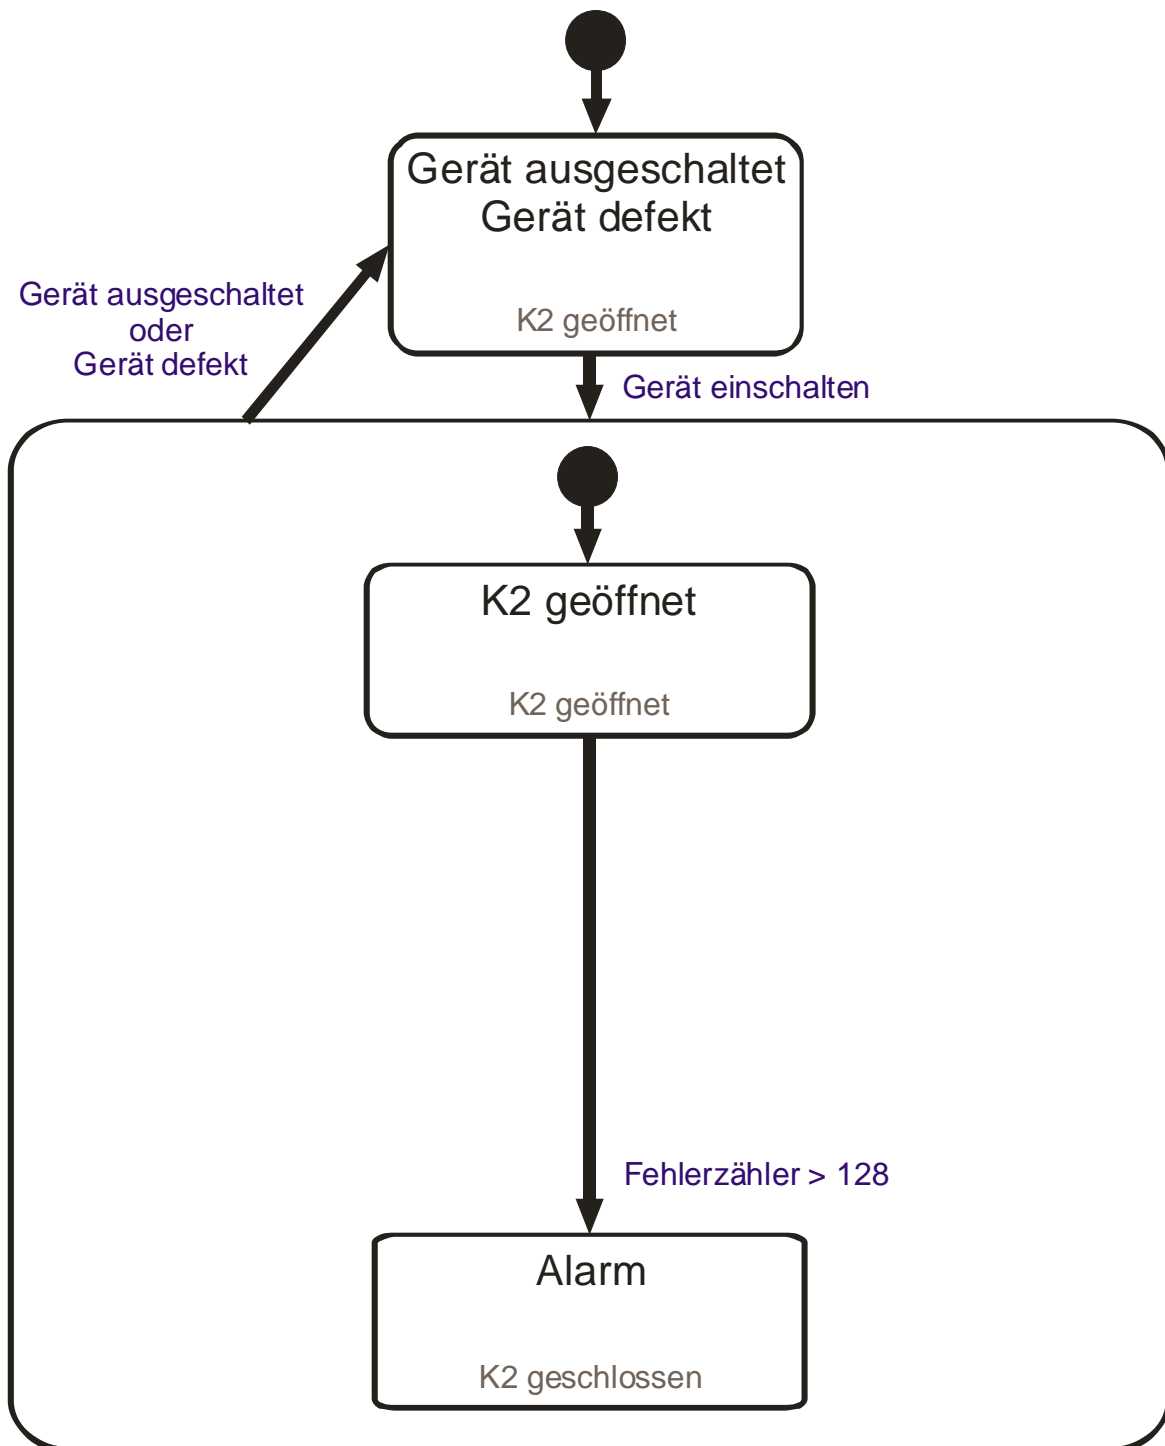 Gerät ausgeschaltet
Gerät defekt
K2 geöffnet
Gerät ausgeschaltet
oder
Gerät defekt
Gerät einschalten
K2 geöffnet
K2 geöffnet
Fehlerzähler > 128
Alarm
K2 geschlossen